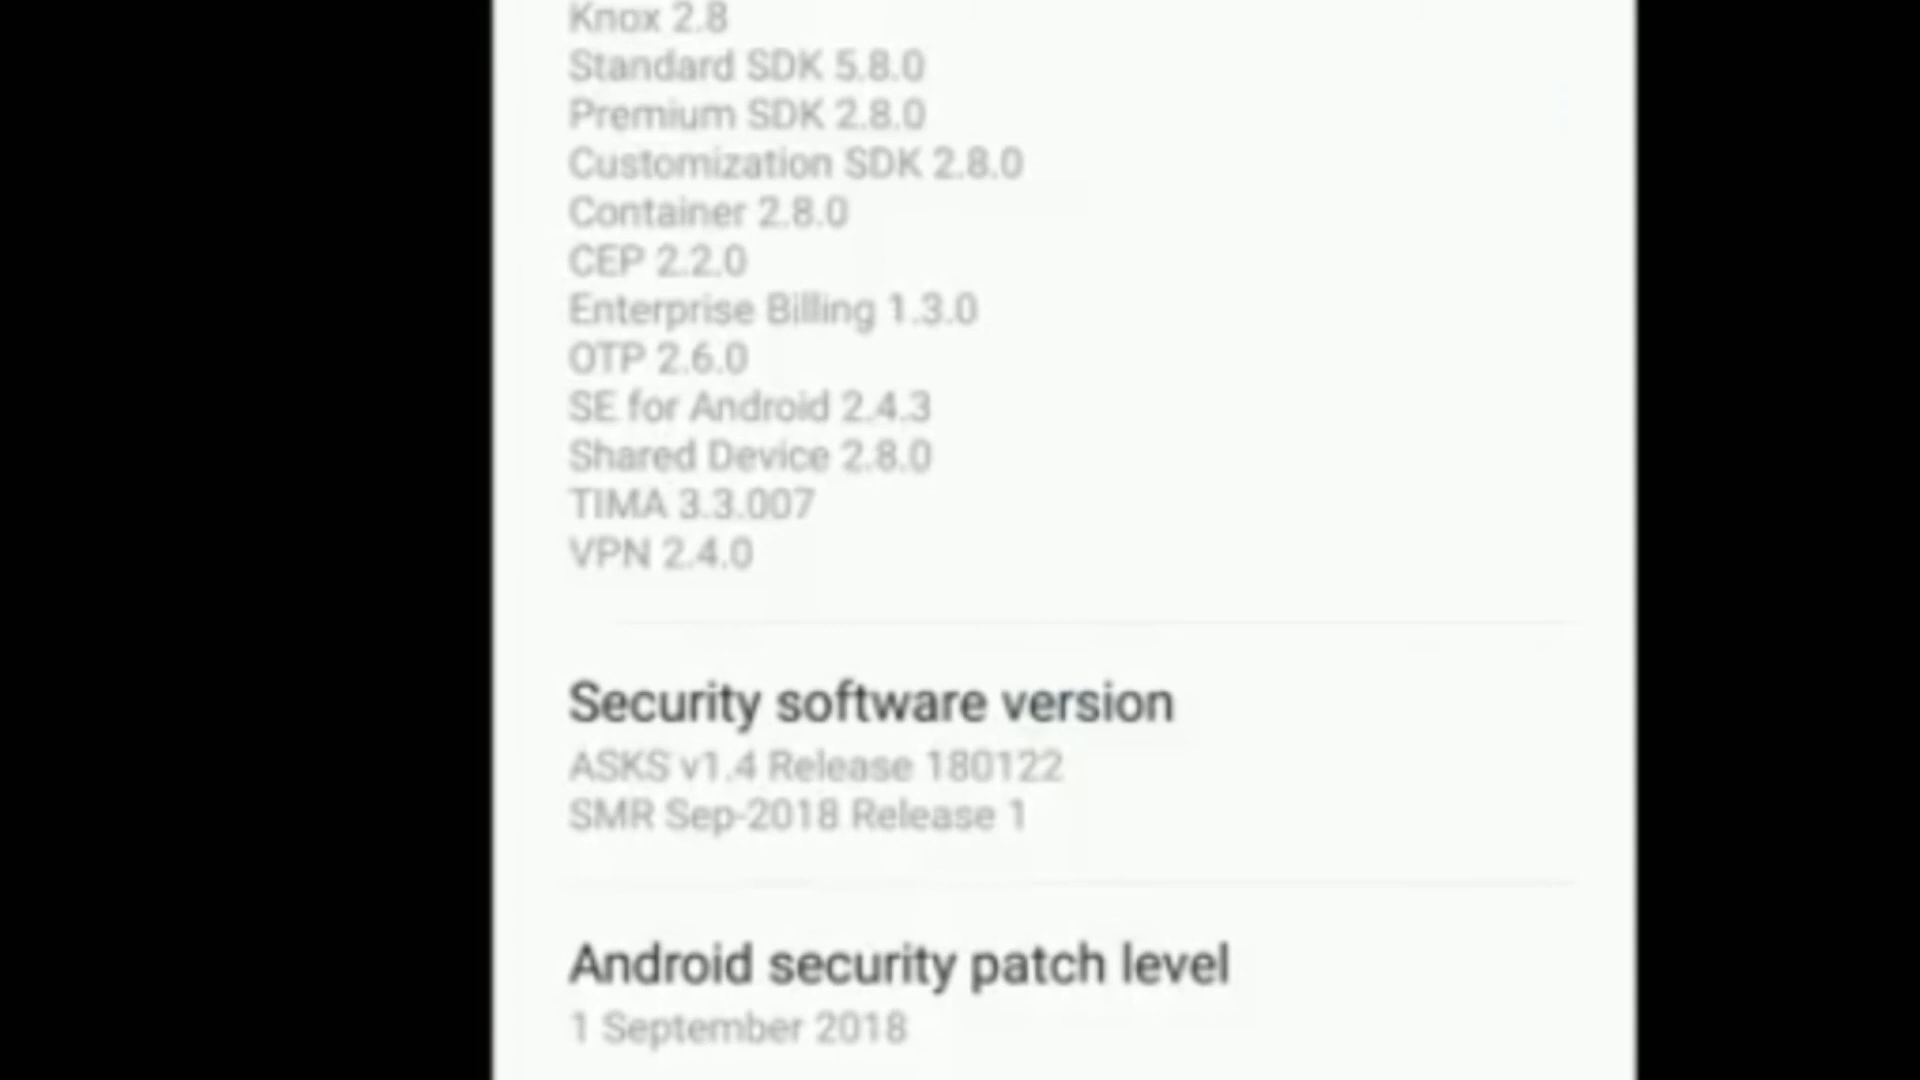 Knox 2.8
Standard SDK 5.8.0
Premium SDK 2.8.0
Customization SDK 2.8.0
Container 2.8.0
CEP 2.2.0
Enterprise Billing 1.3.0
OTP 2.6.0
SE for Android 2.4.3
Shared Device 2.8.0
TIMA 3.3.007
VPN 2.4.0
Security software version
ASKS v1.4 Release 180122
SMR Sep-2018 Release 1
Android security patch level
1 September 2018